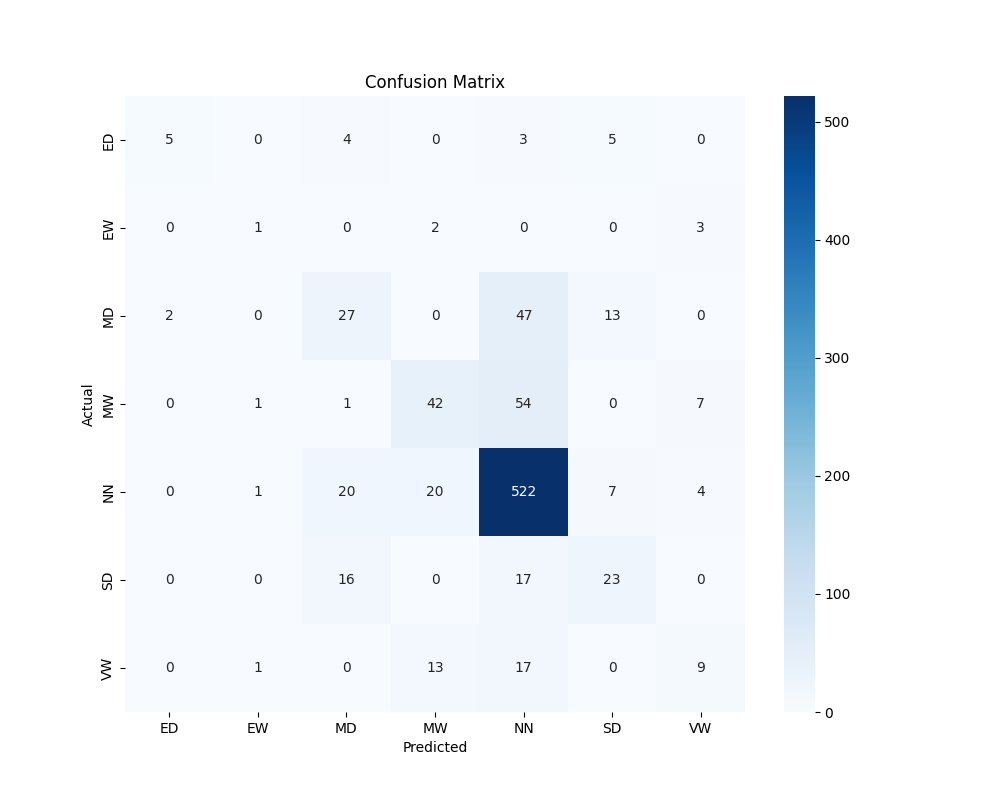 Confusion Matrix
Actual
ED 5 0 4 0 3 5 0
EW 0 1 0 2 0 0 3
MD 2 0 27 0 47 13 0
MW 0 1 1 42 54 0 7
NN 0 1 20 20 522 7 4
SD 0 0 16 0 17 23 0
VW 0 1 0 13 17 0 9
ED EW MD MW NN SD VW
Predicted
500
400
300
200
100
0